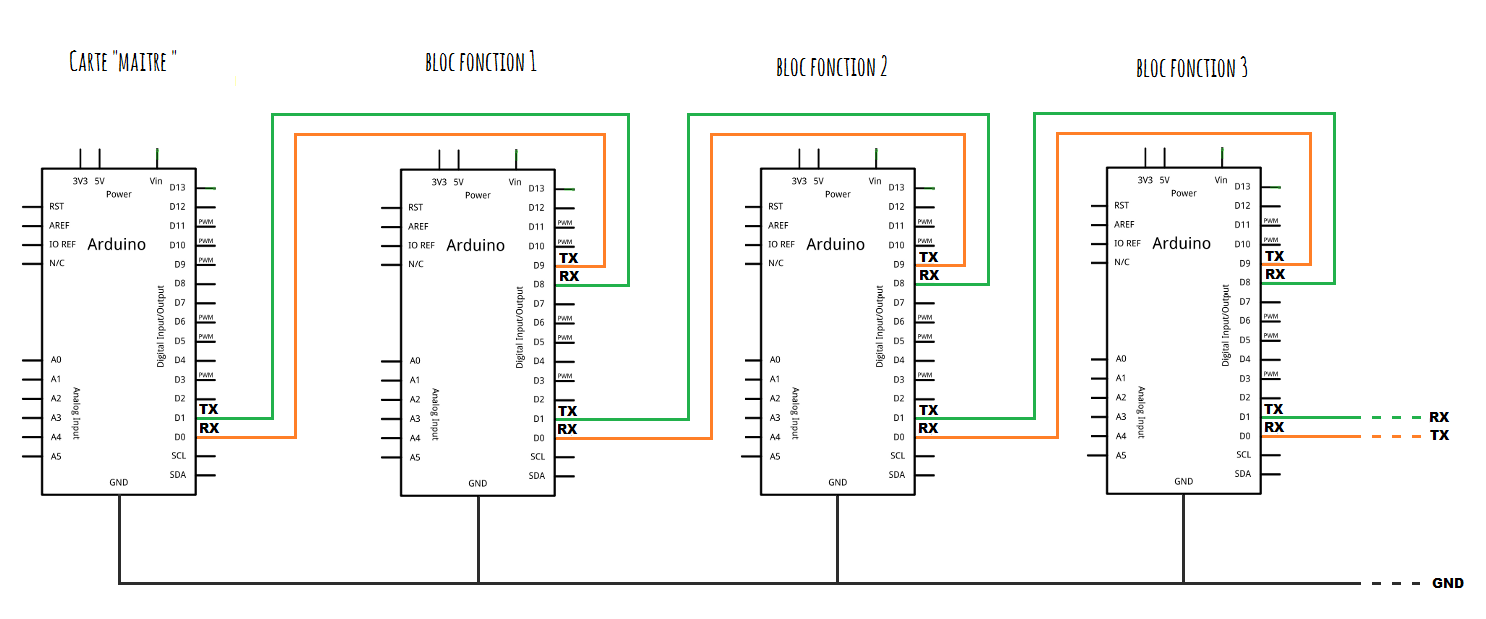 CARTE "MAITRE "
BLOC FONCTION 1
BLOC FONCTION 2
BLOC FONCTION 3
3V3 5V Vin
Power
D13
RST D12
AREF D11 PWM
IO REF Arduino D10 PWM
N/C D9 PWM
D8
D7
D6 PWM
D5 PWM
Digital Input/Output
A0 D4
A1 D3 PWM
A2 D2
A3 D1 TX
A4 D0 RX
A5 SCL
Analog Input
SDA
GND
3V3 5V Vin
Power
D13
RST D12
AREF D11 PWM
IO REF Arduino D10 PWM
N/C D9 TX
D8 RX
D7
D6 PWM
D5 PWM
Digital Input/Output
A0 D4
A1 D3 PWM
A2 D2
A3 D1 TX
A4 D0 RX
A5 SCL
Analog Input
SDA
GND
3V3 5V Vin
Power
D13
RST D12
AREF D11 PWM
IO REF Arduino D10 PWM
N/C D9 TX
D8 RX
D7
D6 PWM
D5 PWM
Digital Input/Output
A0 D4
A1 D3 PWM
A2 D2
A3 D1 TX
A4 D0 RX
A5 SCL
Analog Input
SDA
GND
3V3 5V Vin
Power
D13
RST D12
AREF D11 PWM
IO REF Arduino D10 PWM
N/C D9 TX
D8 RX
D7
D6 PWM
D5 PWM
Digital Input/Output
A0 D4
A1 D3 PWM
A2 D2
A3 D1 TX
A4 D0 RX
A5 SCL
Analog Input
SDA
GND
RX
TX
GND